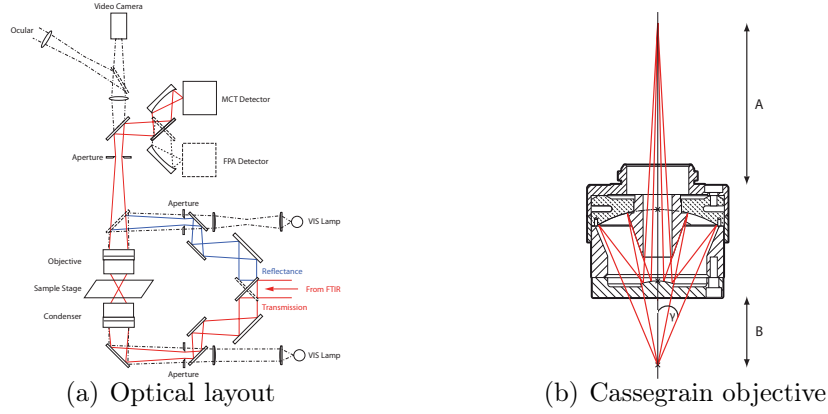 Video Camera
Ocular
MCT Detector
FPA Detector
Aperture
Aperture
VIS Lamp
Objective
Reflectance
Sample Stage
From FTIR
Condenser
Transmission
VIS Lamp
Aperture
(a) Optical layout
A
B
γ
(b) Cassegrain objective